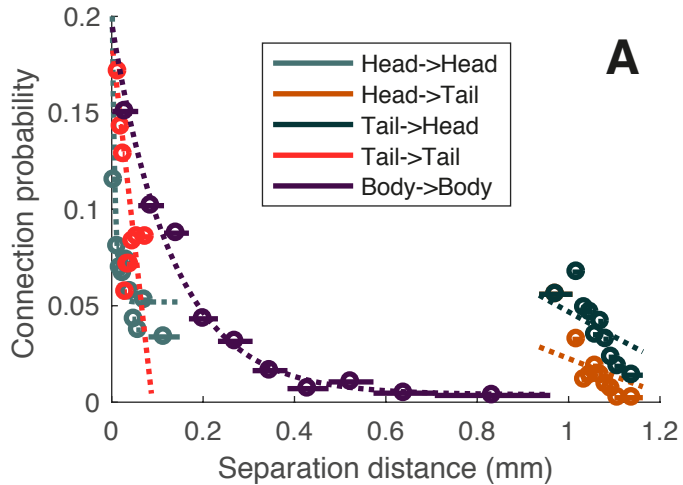 A
Head->Head
Head->Tail
Tail->Head
Tail->Tail
Body->Body
Connection probability
0.2
0.15
0.1
0.05
0
0 0.2 0.4 0.6 0.8 1 1.2
Separation distance (mm)